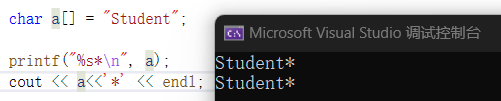 char a[] = "Student";
printf("%s*\n", a);
cout << a<<'*' << endl;
Microsoft Visual Studio 调试控制台
Student*
Student*